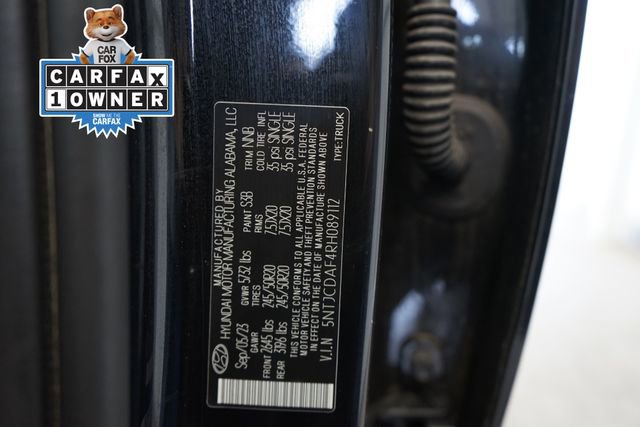 CAR
FOX
CARFAX
1 OWNER
SHOW ME THE
CARFAX
MANUFACTURED BY
HYUNDAI MOTOR MANUFACTURING ALABAMA, LLC
Sep/05/23 GVWR 5732 lbs PAINT S3B TRIM NNB
GAWR TIRES RIMS COLD TIRE INFL.
FRONT 2645 lbs 245/50R20 7.5JX20 35 psi SINGLE
REAR 3196 lbs 245/50R20 7.5JX20 35 psi SINGLE
THIS VEHICLE CONFORMS TO ALL APPLICABLE U.S.A. FEDERAL
MOTOR VEHICLE SAFETY AND THEFT PREVENTION STANDARDS
IN EFFECT ON THE DATE OF MANUFACTURE SHOWN ABOVE
V.I.N 5NTJCDAF4RH089112 TYPE:TRUCK